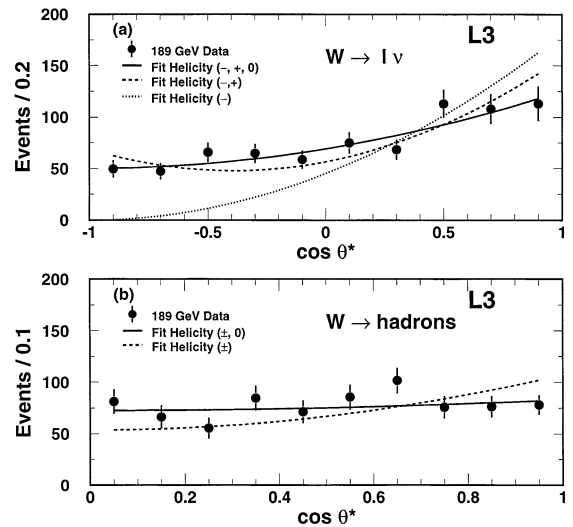 (a)
L3
189 GeV Data
Fit Helicity (−, +, 0)
Fit Helicity (−,+)
Fit Helicity (−)
W → l ν
Events / 0.2
200
150
100
50
0
-1 -0.5 0 0.5 1
cos θ*
(b)
L3
189 GeV Data
Fit Helicity (±, 0)
Fit Helicity (±)
W → hadrons
Events / 0.1
200
150
100
50
0
0 0.2 0.4 0.6 0.8 1
cos θ*